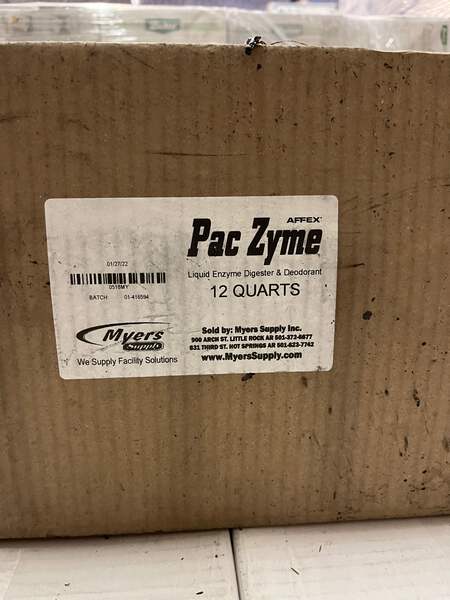 AFFEX
Pac Zyme
Liquid Enzyme Digester & Deodorant
12 QUARTS
01/27/22
0516MY
BATCH 01-416594
Myers
Supply
We Supply Facility Solutions
Sold by: Myers Supply Inc.
900 ARCH ST. LITTLE ROCK AR 501-372-6677
831 THIRD ST. HOT SPRINGS AR 501-623-7742
www.MyersSupply.com